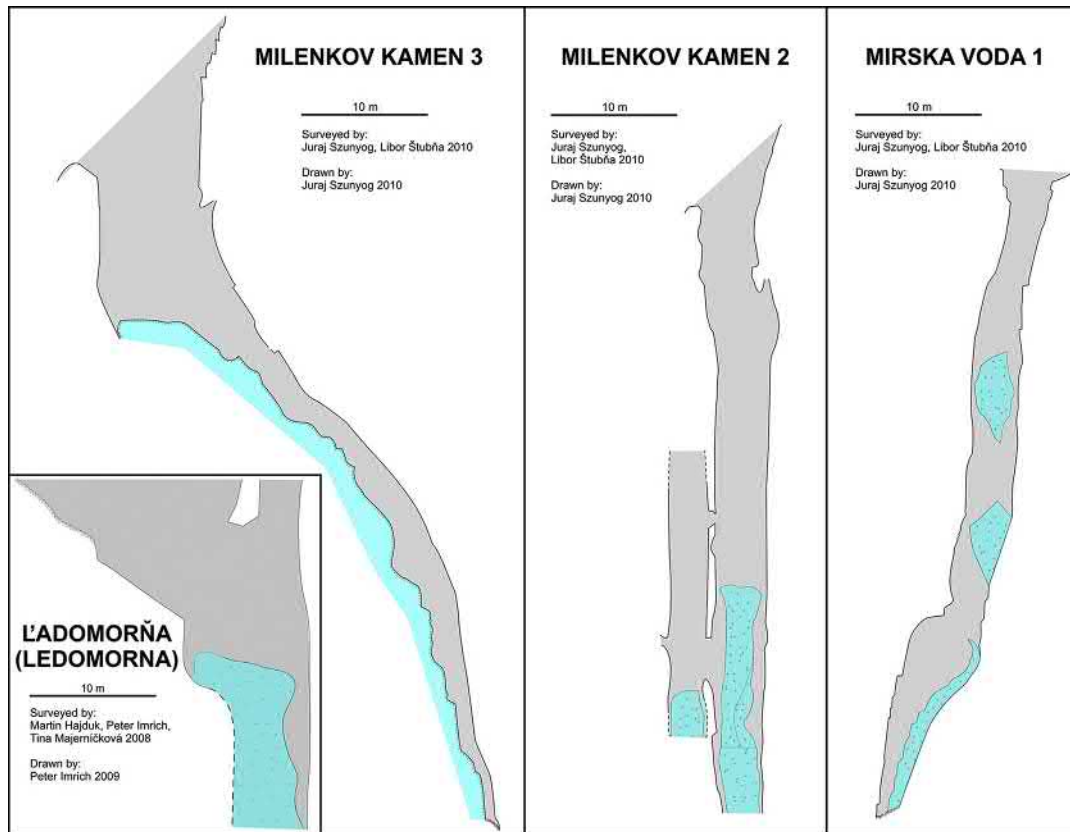 MILENKOV KAMEN 3
10 m
Surveyed by:
Juraj Szunyog, Libor Štubňa 2010
Drawn by:
Juraj Szunyog 2010
MILENKOV KAMEN 2
10 m
Surveyed by:
Juraj Szunyog,
Libor Štubňa 2010
Drawn by:
Juraj Szunyog 2010
MIRSKA VODA 1
10 m
Surveyed by:
Juraj Szunyog, Libor Štubňa 2010
Drawn by:
Juraj Szunyog 2010
ĽADOMORŇA
(LEDOMORNA)
10 m
Surveyed by:
Martin Hajduk, Peter Imrich,
Tina Majerníčková 2008
Drawn by:
Peter Imrich 2009